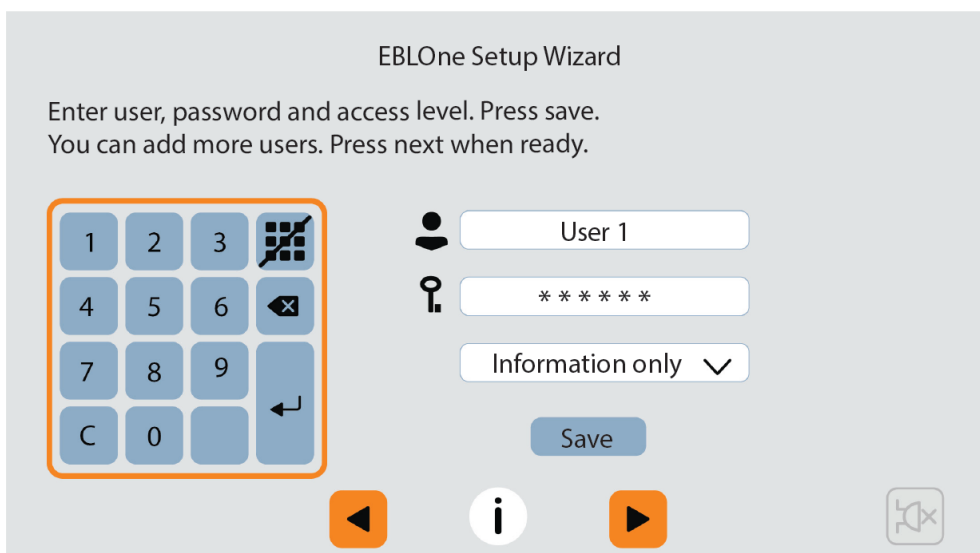 EBLOne Setup Wizard
Enter user, password and access level. Press save.
You can add more users. Press next when ready.
1 2 3
4 5 6
7 8 9
C 0
User 1
* * * * * *
Information only
Save
i